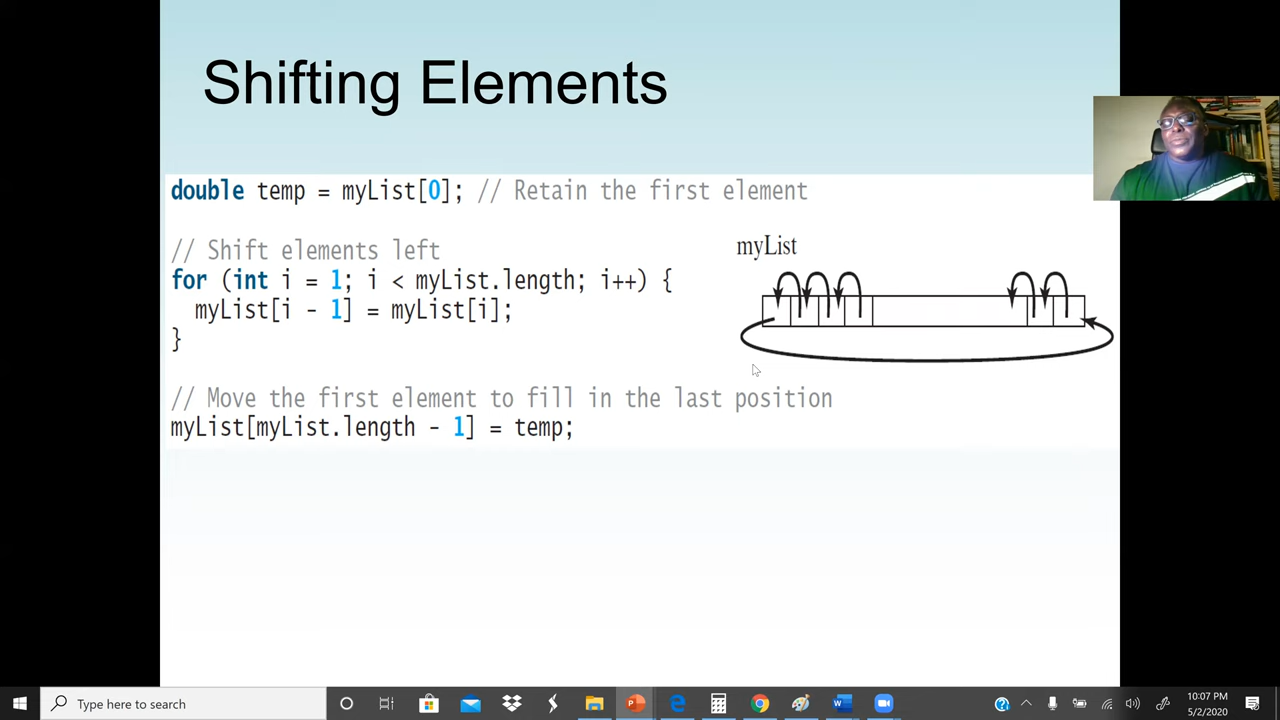 Shifting Elements
double temp = myList[0]; // Retain the first element
// Shift elements left
for (int i = 1; i < myList.length; i++) {
myList[i - 1] = myList[i];
}
// Move the first element to fill in the last position
myList[myList.length - 1] = temp;
myList
Type here to search
10:07 PM
5/2/2020